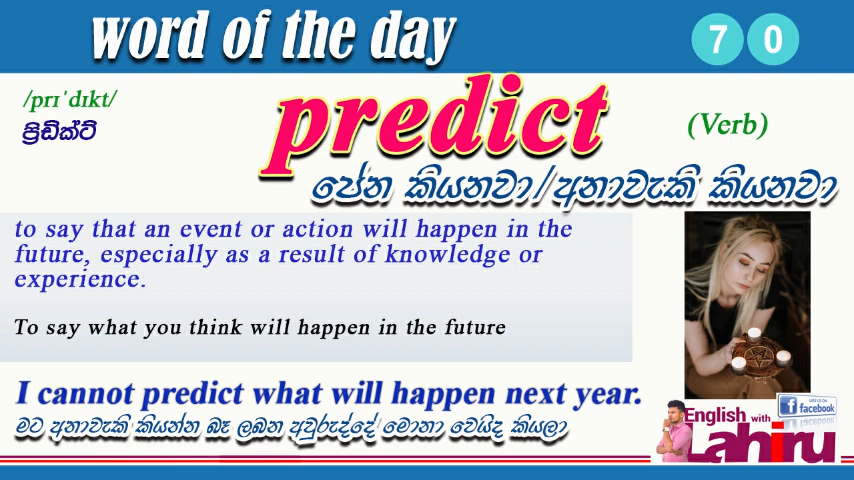 word of the day
7 0
/prɪˈdɪkt/
ප්‍රිඩික්ට්
predict
(Verb)
පේන කියනවා/අනාවැකි කියනවා
to say that an event or action will happen in the
future, especially as a result of knowledge or
experience.
To say what you think will happen in the future
I cannot predict what will happen next year.
මට අනාවැකි කියන්න බෑ ලබන අවුරුද්දේ මොනා වෙයිද කියලා
English with
Lahiru
facebook